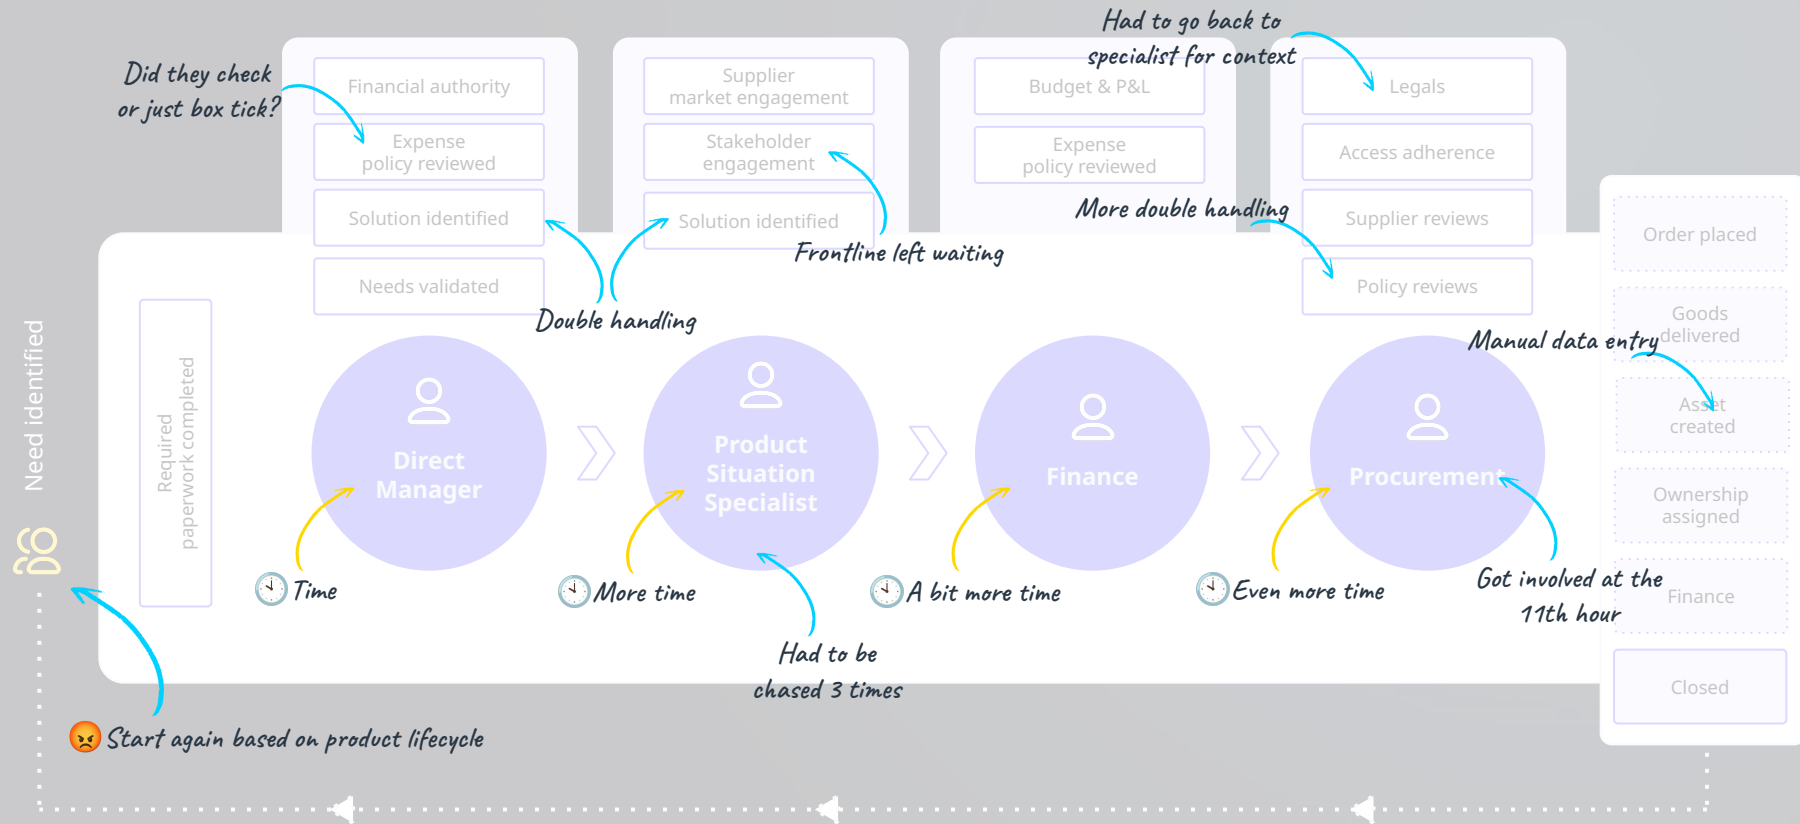 Had to go back to
specialist for context
Did they check
or just box tick?
Financial authority
Expense
policy reviewed
Solution identified
Needs validated
Supplier
market engagement
Stakeholder
engagement
Solution identified
Frontline left waiting
Double handling
Budget & P&L
Expense
policy reviewed
More double handling
Legals
Access adherence
Supplier reviews
Policy reviews
Manual data entry
Need identified
Required
paperwork completed
Direct
Manager
Product
Situation
Specialist
Finance
Procurement
Time
More time
A bit more time
Even more time
Had to be
chased 3 times
Got involved at the
11th hour
Order placed
Goods
delivered
Asset
created
Ownership
assigned
Finance
Closed
Start again based on product lifecycle